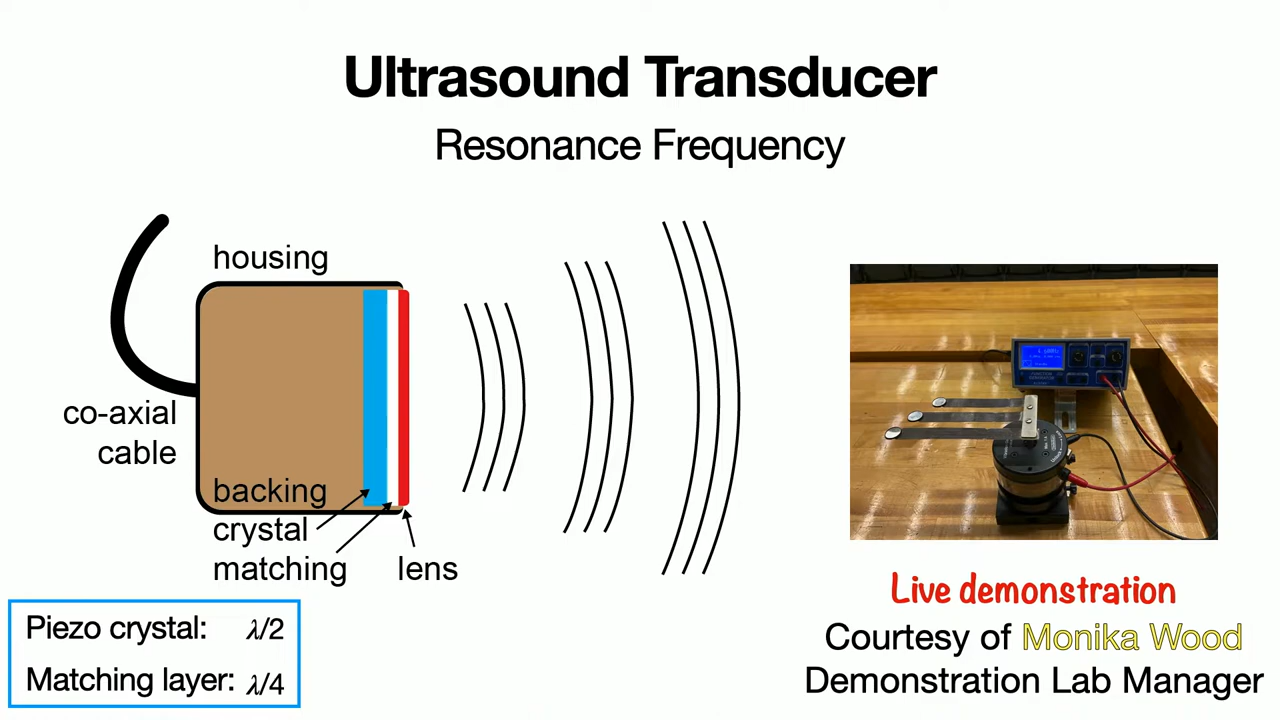 Ultrasound Transducer
Resonance Frequency
housing
co-axial
cable
backing
crystal
matching
lens
Piezo crystal: λ/2
Matching layer: λ/4
Live demonstration
Courtesy of Monika Wood
Demonstration Lab Manager